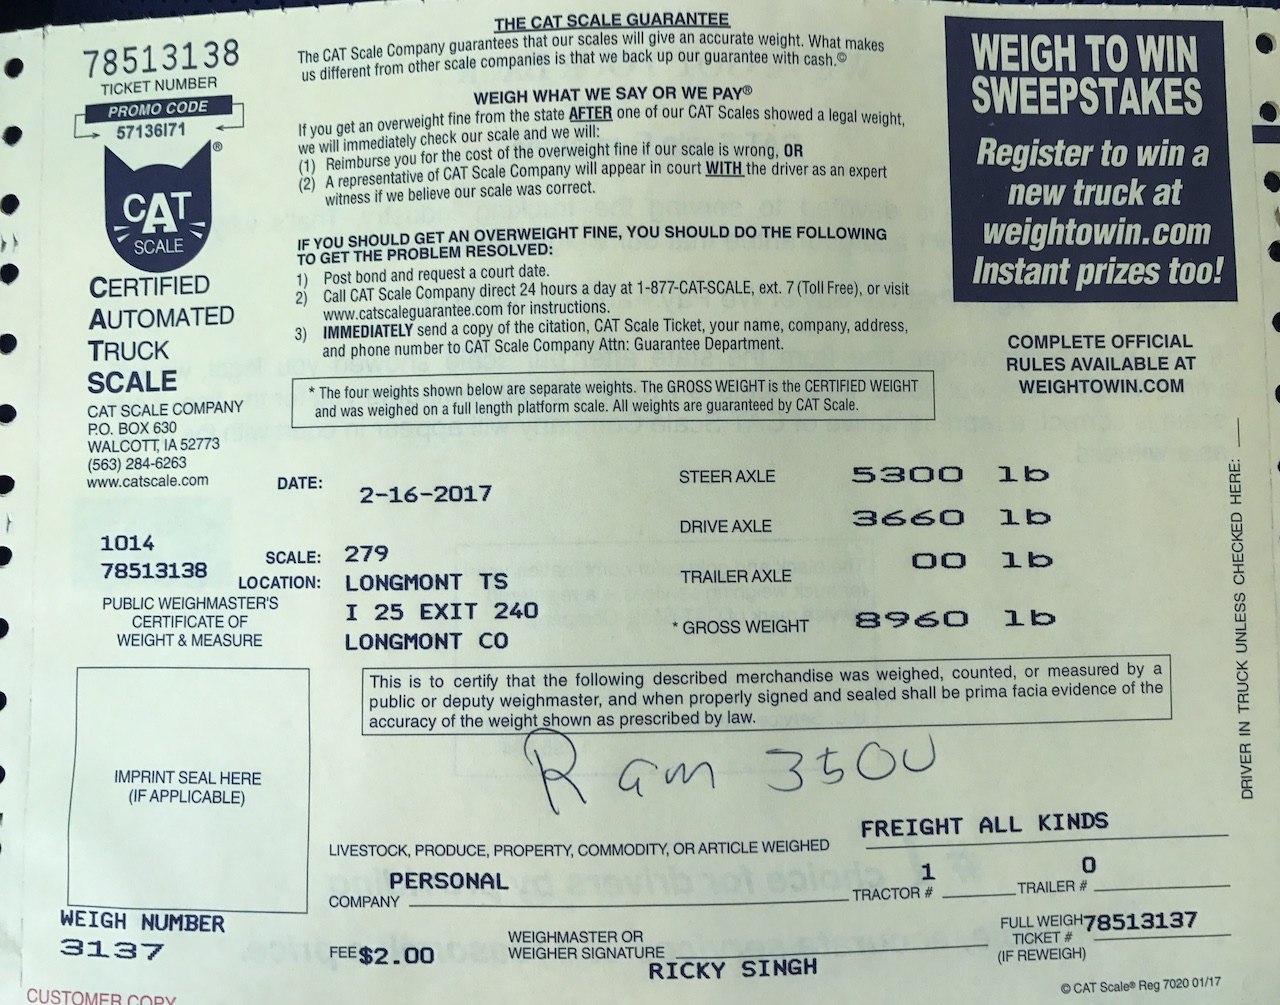 78513138
TICKET NUMBER
PROMO CODE
57136I71
CAT
SCALE
®
CERTIFIED
AUTOMATED
TRUCK
SCALE
CAT SCALE COMPANY
P.O. BOX 630
WALCOTT, IA 52773
(563) 284-6263
www.catscale.com
THE CAT SCALE GUARANTEE
The CAT Scale Company guarantees that our scales will give an accurate weight. What makes
us different from other scale companies is that we back up our guarantee with cash.©
WEIGH WHAT WE SAY OR WE PAY®
If you get an overweight fine from the state AFTER one of our CAT Scales showed a legal weight,
we will immediately check our scale and we will:
(1) Reimburse you for the cost of the overweight fine if our scale is wrong, OR
(2) A representative of CAT Scale Company will appear in court WITH the driver as an expert
witness if we believe our scale was correct.
IF YOU SHOULD GET AN OVERWEIGHT FINE, YOU SHOULD DO THE FOLLOWING
TO GET THE PROBLEM RESOLVED:
1) Post bond and request a court date.
2) Call CAT Scale Company direct 24 hours a day at 1-877-CAT-SCALE, ext. 7 (Toll Free), or visit
www.catscaleguarantee.com for instructions.
3) IMMEDIATELY send a copy of the citation, CAT Scale Ticket, your name, company, address,
and phone number to CAT Scale Company Attn: Guarantee Department.
* The four weights shown below are separate weights. The GROSS WEIGHT is the CERTIFIED WEIGHT
and was weighed on a full length platform scale. All weights are guaranteed by CAT Scale.
WEIGH TO WIN
SWEEPSTAKES
Register to win a
new truck at
weightowin.com
Instant prizes too!
COMPLETE OFFICIAL
RULES AVAILABLE AT
WEIGHTOWIN.COM
DATE: 2-16-2017
STEER AXLE 5300 lb
DRIVE AXLE 3660 lb
TRAILER AXLE 00 lb
* GROSS WEIGHT 8960 lb
1014
78513138
PUBLIC WEIGHMASTER'S
CERTIFICATE OF
WEIGHT & MEASURE
SCALE: 279
LOCATION: LONGMONT TS
I 25 EXIT 240
LONGMONT CO
DRIVER IN TRUCK UNLESS CHECKED HERE:
This is to certify that the following described merchandise was weighed, counted, or measured by a
public or deputy weighmaster, and when properly signed and sealed shall be prima facia evidence of the
accuracy of the weight shown as prescribed by law.
IMPRINT SEAL HERE
(IF APPLICABLE)
Ram 3500
FREIGHT ALL KINDS
LIVESTOCK, PRODUCE, PROPERTY, COMMODITY, OR ARTICLE WEIGHED
PERSONAL
COMPANY
1
TRACTOR #
0
TRAILER #
WEIGH NUMBER
3137
FEE $2.00
WEIGHMASTER OR
WEIGHER SIGNATURE
RICKY SINGH
FULL WEIGH 78513137
TICKET #
(IF REWEIGH)
© CAT Scale® Reg 7020 01/17
CUSTOMER COPY